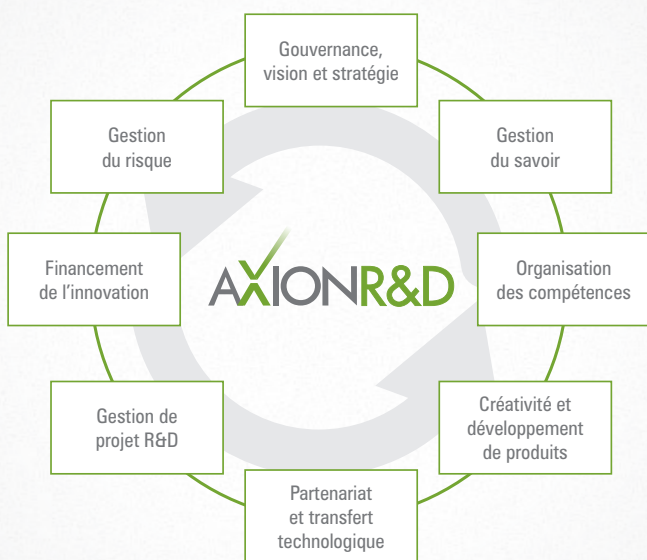 Gouvernance,
vision et stratégie
Gestion
du savoir
Organisation
des compétences
Créativité et
développement
de produits
Partenariat
et transfert
technologique
Gestion de
projet R&D
Financement
de l’innovation
Gestion
du risque
AXIONR&D